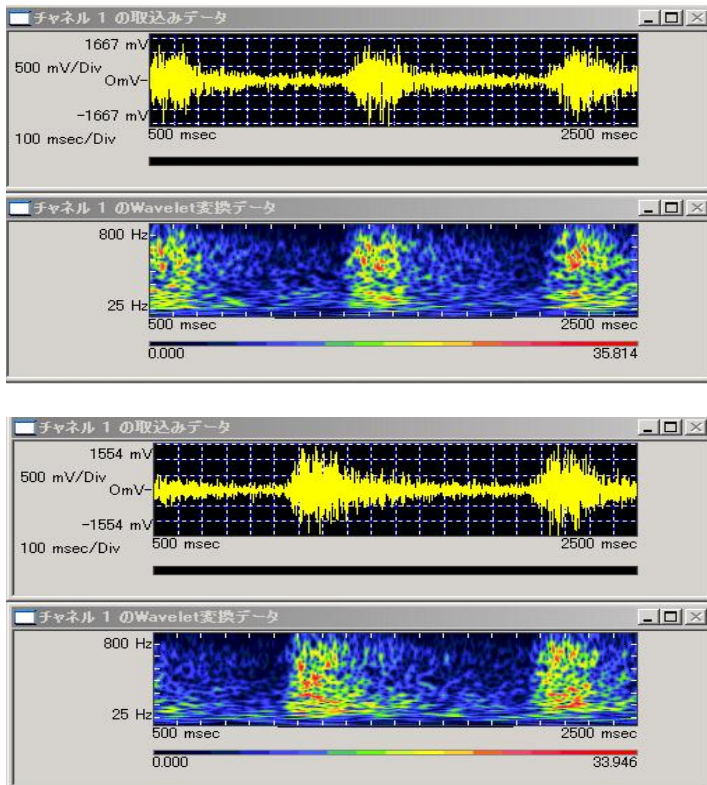 チャネル 1 の取込みデータ
1667 mV
500 mV/Div
0mV
-1667 mV
100 msec/Div
500 msec
2500 msec
チャネル 1 のWavelet変換データ
800 Hz
25 Hz
500 msec
2500 msec
0.000
35.814
チャネル 1 の取込みデータ
1554 mV
500 mV/Div
0mV
-1554 mV
100 msec/Div
500 msec
2500 msec
チャネル 1 のWavelet変換データ
800 Hz
25 Hz
500 msec
2500 msec
0.000
33.946